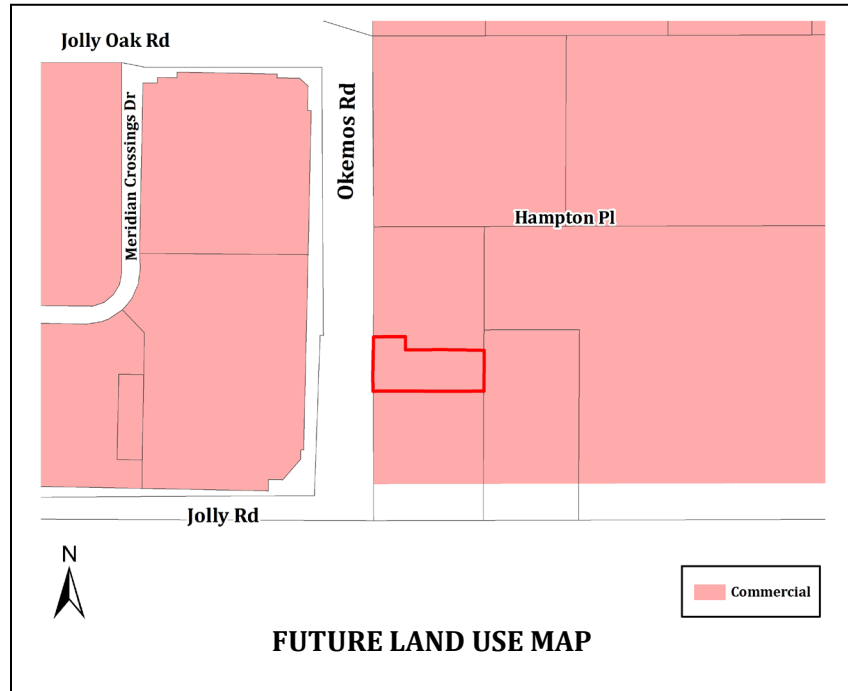 Jolly Oak Rd
Meridian Crossings Dr
Okemos Rd
Hampton Pl
Jolly Rd
N
Commercial
FUTURE LAND USE MAP